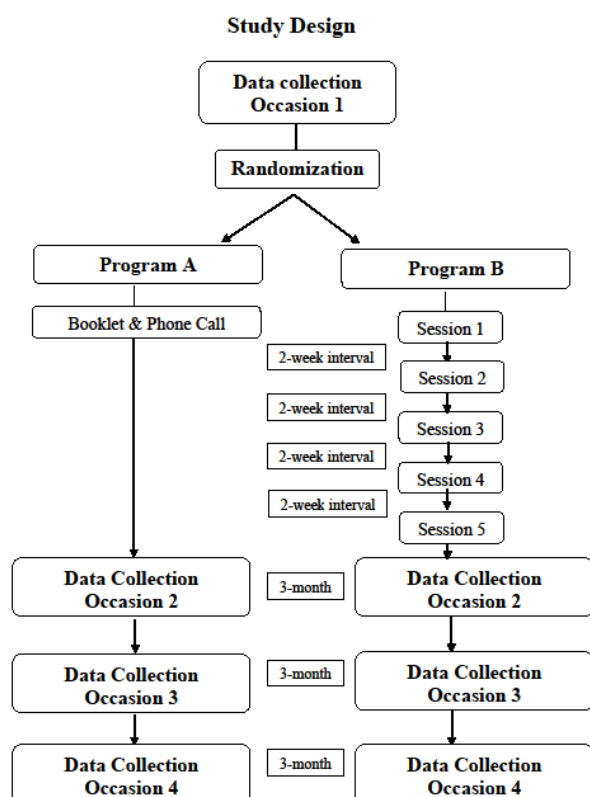 Study Design
Data collection
Occasion 1
Randomization
Program A
Program B
Booklet & Phone Call
Session 1
2-week interval
Session 2
2-week interval
Session 3
2-week interval
Session 4
2-week interval
Session 5
Data Collection
Occasion 2
3-month
Data Collection
Occasion 2
Data Collection
Occasion 3
3-month
Data Collection
Occasion 3
Data Collection
Occasion 4
3-month
Data Collection
Occasion 4